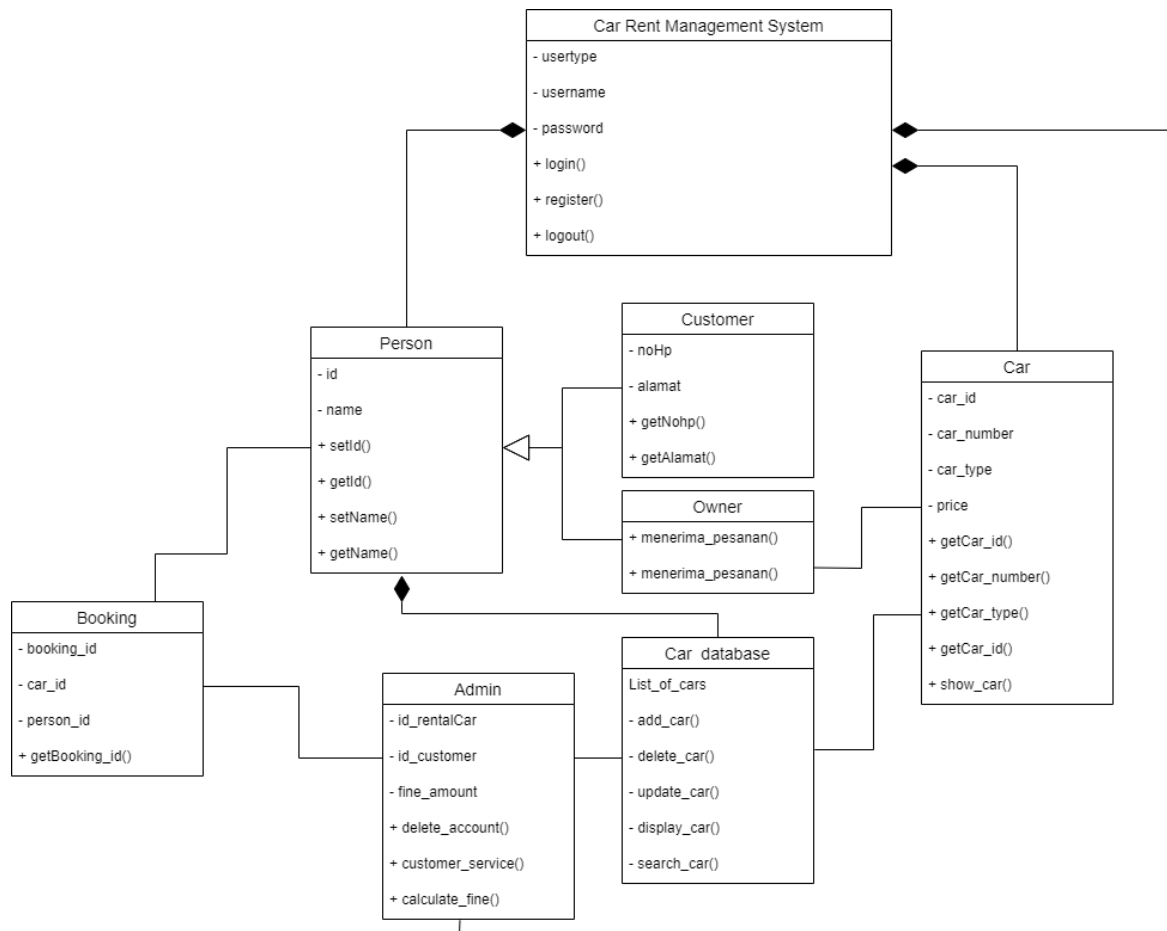 Car Rent Management System
- usertype
- username
- password
+ login()
+ register()
+ logout()
Person
- id
- name
+ setId()
+ getId()
+ setName()
+ getName()
Customer
- noHp
- alamat
+ getNohp()
+ getAlamat()
Owner
+ menerima_pesanan()
+ menerima_pesanan()
Car
- car_id
- car_number
- car_type
- price
+ getCar_id()
+ getCar_number()
+ getCar_type()
+ getCar_id()
+ show_car()
Booking
- booking_id
- car_id
- person_id
+ getBooking_id()
Admin
- id_rentalCar
- id_customer
- fine_amount
+ delete_account()
+ customer_service()
+ calculate_fine()
Car_database
List_of_cars
- add_car()
- delete_car()
- update_car()
- display_car()
- search_car()